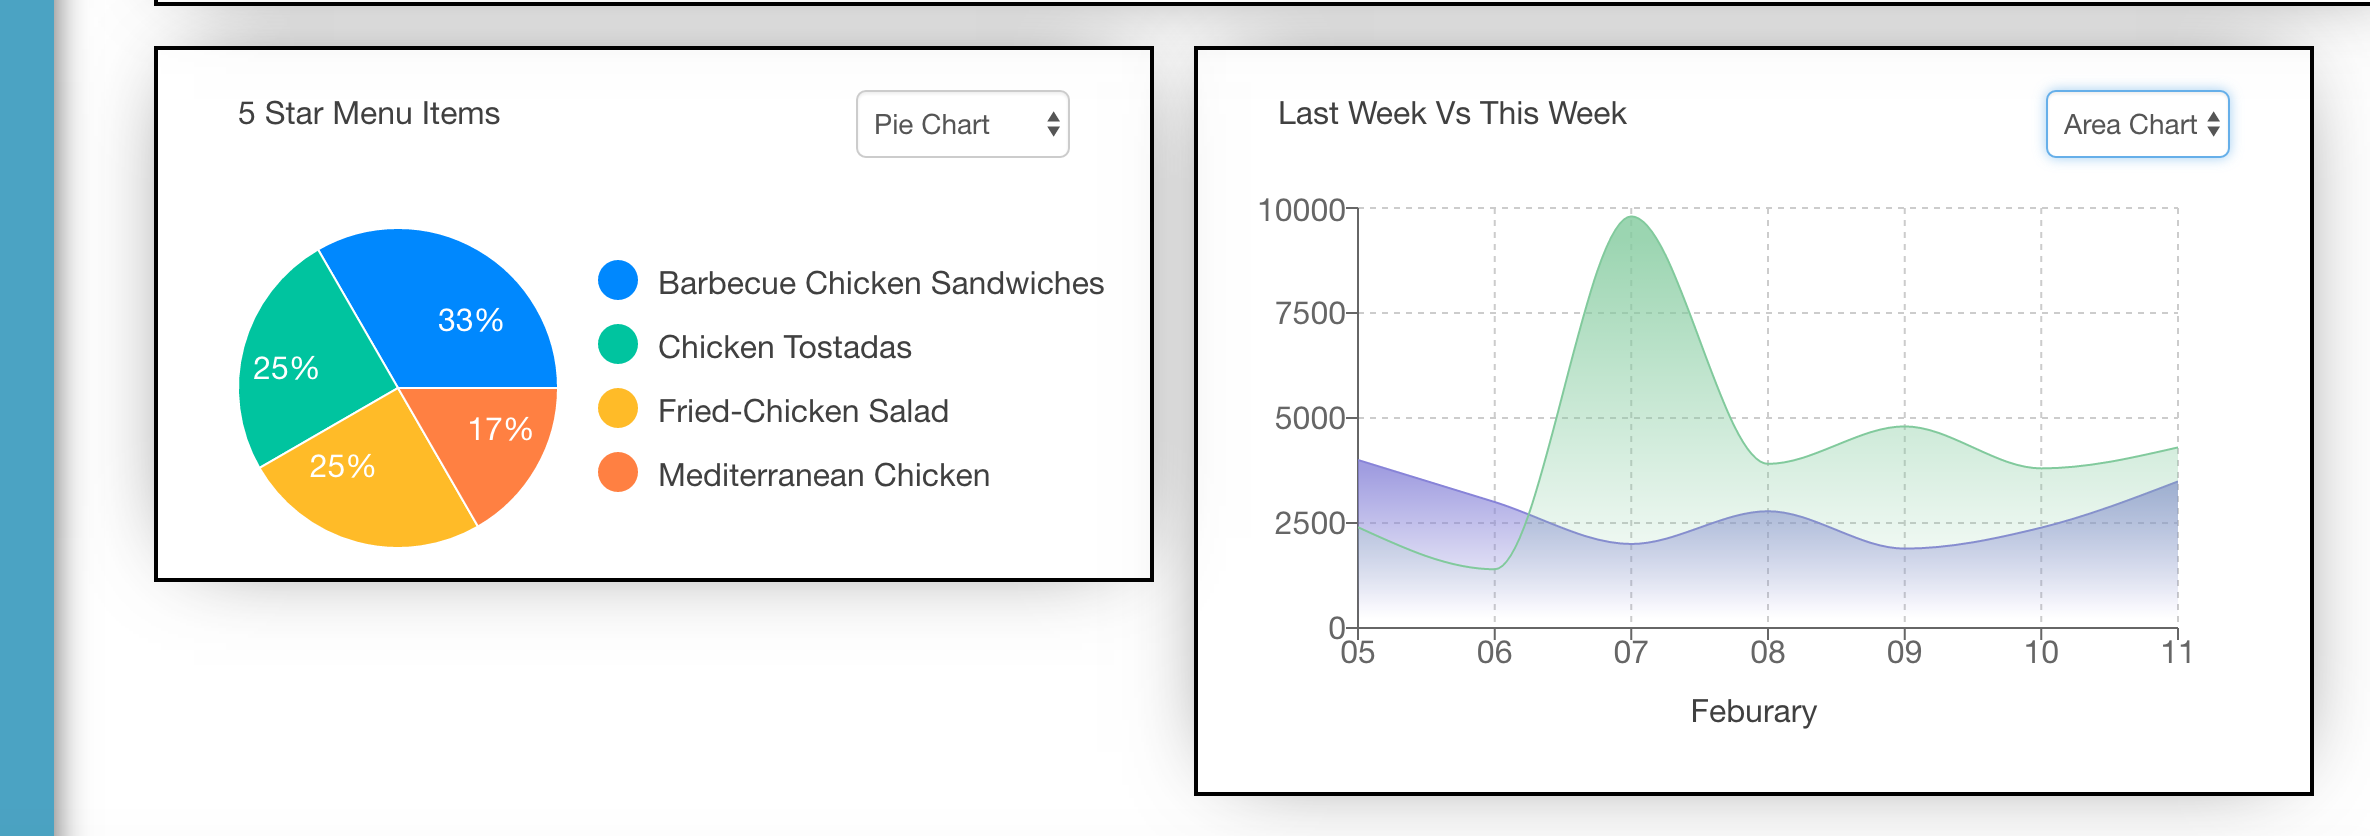 5 Star Menu Items
Pie Chart
33%
25%
25%
17%
Barbecue Chicken Sandwiches
Chicken Tostadas
Fried-Chicken Salad
Mediterranean Chicken
Last Week Vs This Week
Area Chart
10000
7500
5000
2500
0
05 06 07 08 09 10 11
Feburary